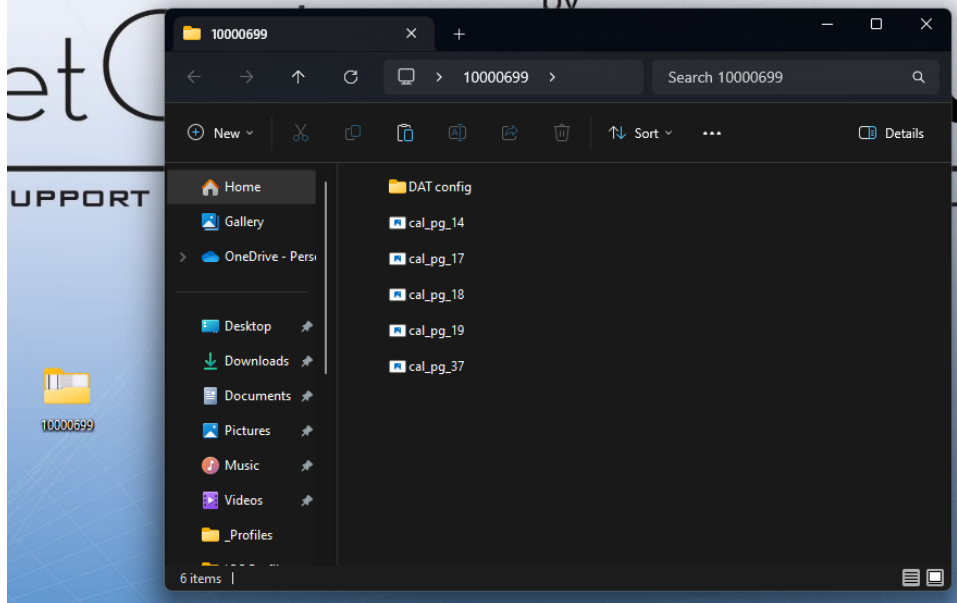 by
et
UPPORT
10000699
10000699
Search 10000699
New
Sort
Details
Home
Gallery
OneDrive - Pers
Desktop
Downloads
Documents
Pictures
Music
Videos
_Profiles
DAT config
cal_pg_14
cal_pg_17
cal_pg_18
cal_pg_19
cal_pg_37
6 items
10000699